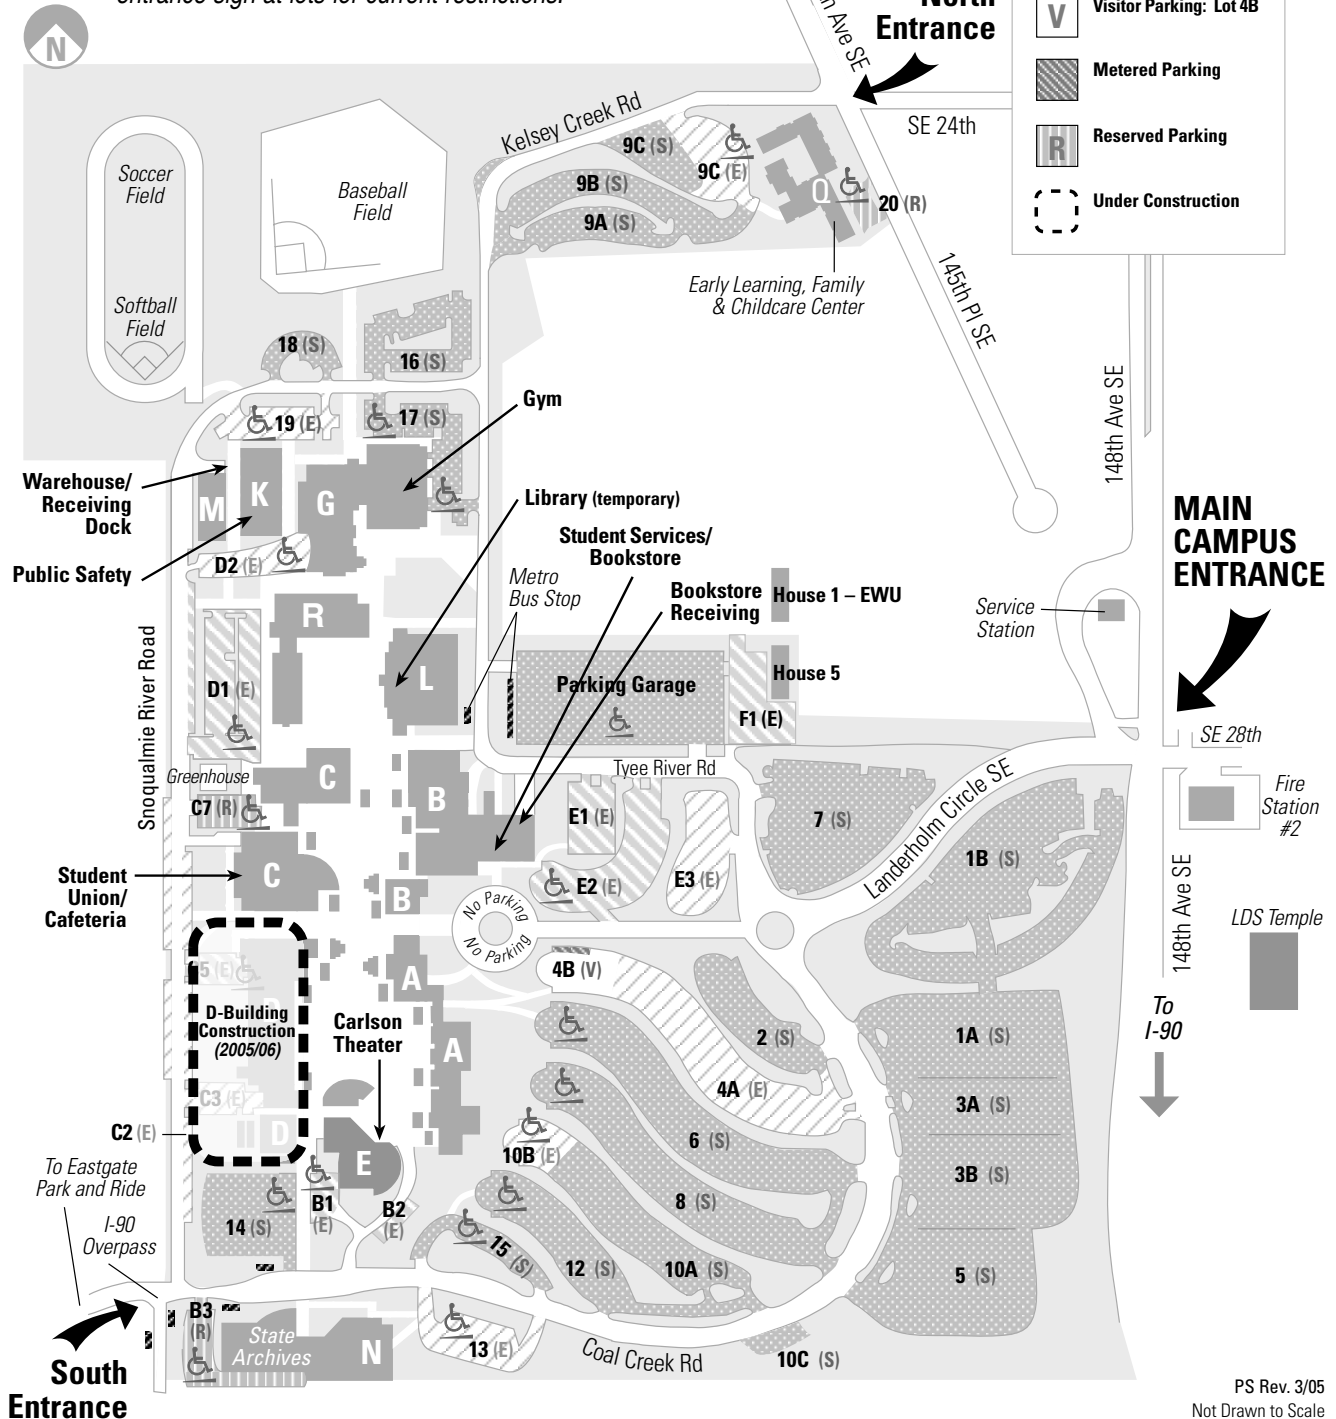 entrance sign at lots for current restrictions.
N
North
Entrance
V
Visitor Parking: Lot 4B
Metered Parking
R
Reserved Parking
Under Construction
SE 24th
Kelsey Creek Rd
9C (S)
9C (E)
9B (S)
9A (S)
Q
20 (R)
Early Learning, Family
& Childcare Center
145th Pl SE
148th Ave SE
Soccer
Field
Baseball
Field
Softball
Field
18 (S)
16 (S)
19 (E)
17 (S)
Gym
Warehouse/
Receiving
Dock
Public Safety
M
K
G
D2 (E)
Library (temporary)
Student Services/
Bookstore
Metro
Bus Stop
Bookstore
Receiving
House 1 – EWU
House 5
MAIN
CAMPUS
ENTRANCE
Service
Station
Snoqualmie River Road
R
D1 (E)
L
Parking Garage
F1 (E)
SE 28th
Tyee River Rd
Greenhouse
C
C7 (R)
B
E1 (E)
7 (S)
Landerholm Circle SE
1B (S)
Fire
Station
#2
Student
Union/
Cafeteria
C
B
E2 (E)
E3 (E)
No Parking
No Parking
148th Ave SE
LDS Temple
To
I-90
5 (E)
D
D-Building
Construction
(2005/06)
C3 (E)
D
C2 (E)
Carlson
Theater
A
A
4B (V)
2 (S)
4A (E)
1A (S)
3A (S)
3B (S)
5 (S)
6 (S)
8 (S)
10B (E)
10A (S)
12 (S)
15 (S)
E
B1
(E)
B2
(E)
14 (S)
To Eastgate
Park and Ride
I-90
Overpass
B3
(R)
State
Archives
N
13 (E)
Coal Creek Rd
10C (S)
South
Entrance
PS Rev. 3/05
Not Drawn to Scale